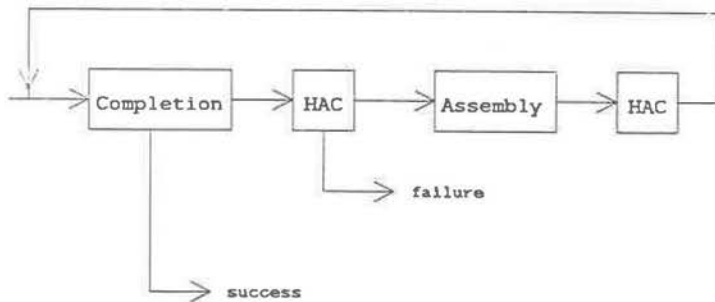 Completion
HAC
Assembly
HAC
failure
success